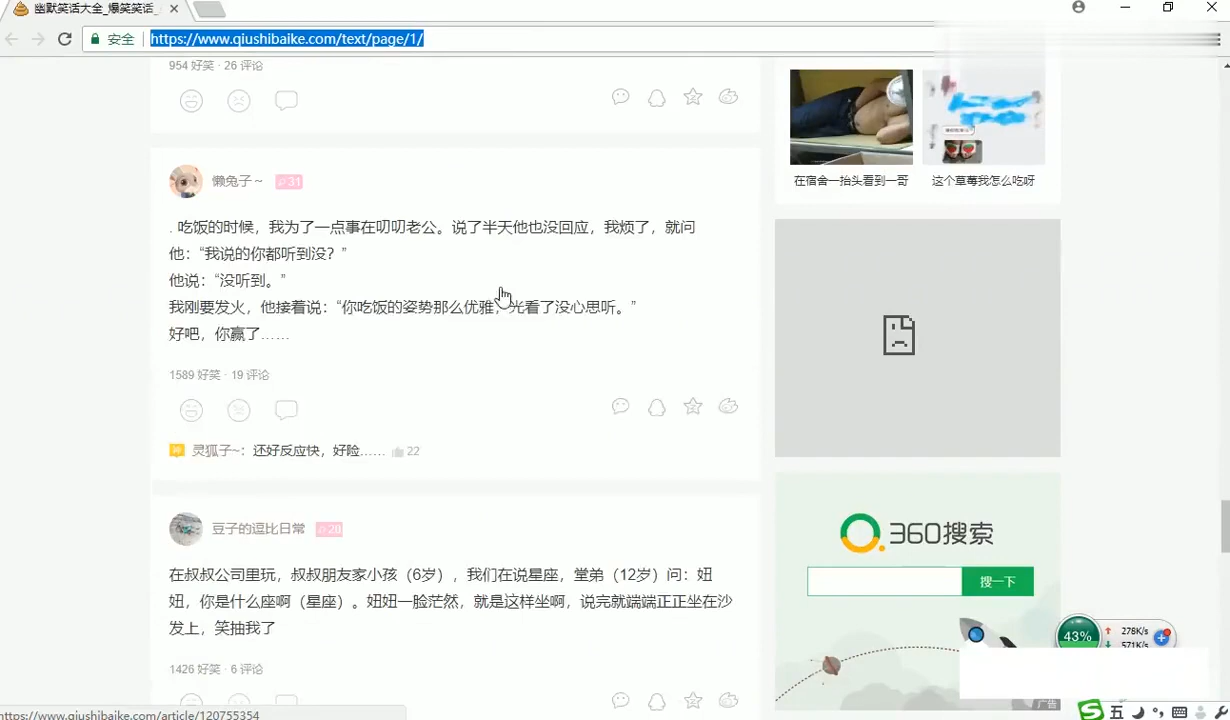 幽默笑话大全_爆笑笑话_
安全
https://www.qiushibaike.com/text/page/1/
954 好笑 · 26 评论
在宿舍一抬头看到一哥
这个草莓我怎么吃呀
懒兔子～
31
. 吃饭的时候，我为了一点事在叨叨老公。说了半天他也没回应，我烦了，就问
他：“我说的你都听到没？”
他说：“没听到。”
我刚要发火，他接着说：“你吃饭的姿势那么优雅，光看了没心思听。”
好吧，你赢了……
1589 好笑 · 19 评论
神 灵狐子~： 还好反应快，好险…… 22
豆子的逗比日常
20
在叔叔公司里玩，叔叔朋友家小孩（6岁），我们在说星座，堂弟（12岁）问：妞
妞，你是什么座啊（星座）。妞妞一脸茫然，就是这样坐啊，说完就端端正正坐在沙
发上，笑抽我了
1426 好笑 · 6 评论
360搜索
搜一下
43%
278K/s
571K/s
广告
https://www.qiushibaike.com/article/120755354
S 五